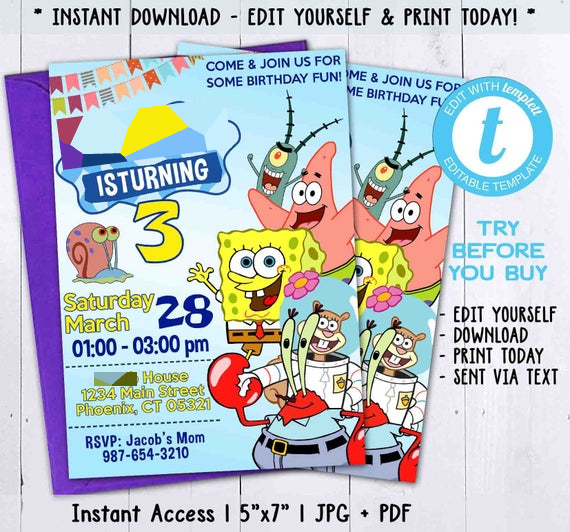 * INSTANT DOWNLOAD - EDIT YOURSELF & PRINT TODAY! *
COME & JOIN US FOR
SOME BIRTHDAY FUN!
ISTURNING
3
Saturday
March
28
01:00 - 03:00 pm
House
1234 Main Street
Phoenix, CT 05321
RSVP: Jacob's Mom
987-654-3210
COME & JOIN US FOR
SOME BIRTHDAY FUN!
EDIT WITH templett
t
EDITABLE TEMPLATE
TRY
BEFORE
YOU BUY
- EDIT YOURSELF
- DOWNLOAD
- PRINT TODAY
- SENT VIA TEXT
Instant Access | 5"x7" | JPG + PDF